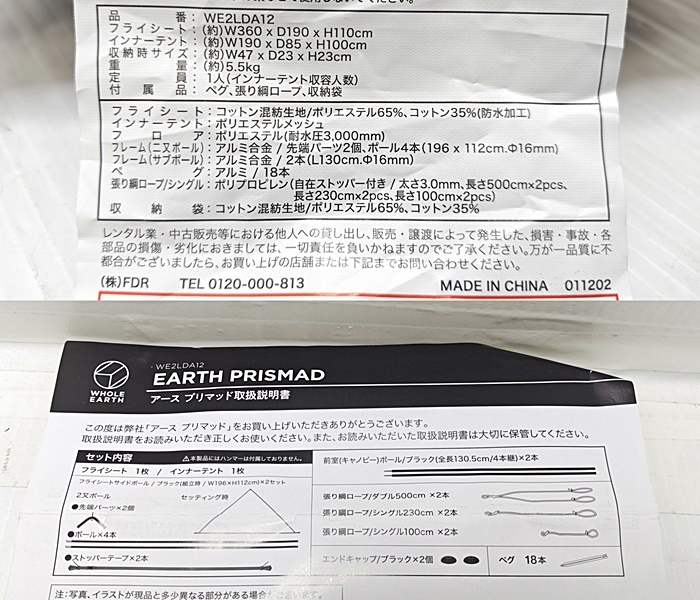 品番：WE2LDA12
フライシート：(約)W360 x D190 x H110cm
インナーテント：(約)W190 x D85 x H100cm
収納時サイズ：(約)W47 x D23 x H23cm
重量：(約)5.5kg
定員：1人(インナーテント収容人数)
付属品：ペグ、張り綱ロープ、収納袋
フライシート：コットン混紡生地/ポリエステル65%、コットン35%(防水加工)
インナーテント：ポリエステルメッシュ
フロア：ポリエステル(耐水圧3,000mm)
フレーム(二又ポール)：アルミ合金 / 先端パーツ2個、ポール4本(196 x 112cm.Φ16mm)
フレーム(サブポール)：アルミ合金 / 2本(L130cm.Φ16mm)
ペグ：アルミ / 18本
張り綱ロープ/シングル：ポリプロピレン(自在ストッパー付き / 太さ3.0mm、長さ500cm×2pcs、
長さ230cm×2pcs、長さ100cm×2pcs)
収納袋：コットン混紡生地/ポリエステル65%、コットン35%
レンタル業・中古販売等における他人への貸し出し、販売・譲渡によって発生した、損害・事故・各
部品の損傷・劣化におきましては、一切責任を負いかねますのでご了承ください。万が一品質に不
都合がございましたら、お買い上げの店舗または下記までお問い合わせください。
(株)FDR TEL 0120-000-813 MADE IN CHINA 011202
WE2LDA12
EARTH PRISMAD
WHOLE
EARTH
アース プリマッド取扱説明書
この度は弊社「アース プリマッド」をお買い上げいただきありがとうございます。
取扱説明書をお読みいただき正しくお使いください。また、お読みいただいた取扱説明書は大切に保管してください。
セット内容 ⚠本製品にはハンマーは付属しておりません。
フライシート 1枚 / インナーテント 1枚
フライシートサイドポール / ブラック(組立時 / W196×H112cm)×2セット
2又ポール セッティング時
●先端パーツ×2個
●ポール×4本
●ストッパーテープ×2本
前室(キャノピー)ポール/ブラック(全長130.5cm/4本継)×2本
張り綱ロープ/ダブル500cm ×2本
張り綱ロープ/シングル230cm ×2本
張り綱ロープ/シングル100cm ×2本
エンドキャップ/ブラック×2個
ペグ 18本
注：写真、イラストが現品と多少異なる部分がある場合